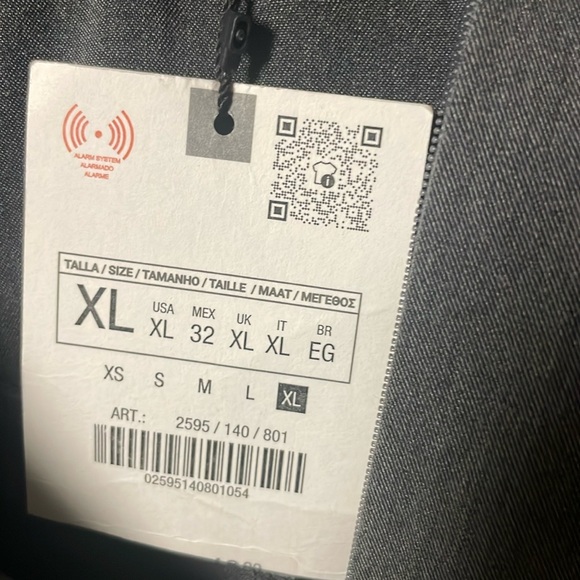 ALARM SYSTEM
ALARMADO
ALARME
TALLA / SIZE / TAMANHO / TAILLE / MAAT / ΜΕΓΕΘΟΣ
XL USA XL MEX 32 UK XL IT XL BR EG
XS S M L XL
ART.: 2595 / 140 / 801
02595140801054